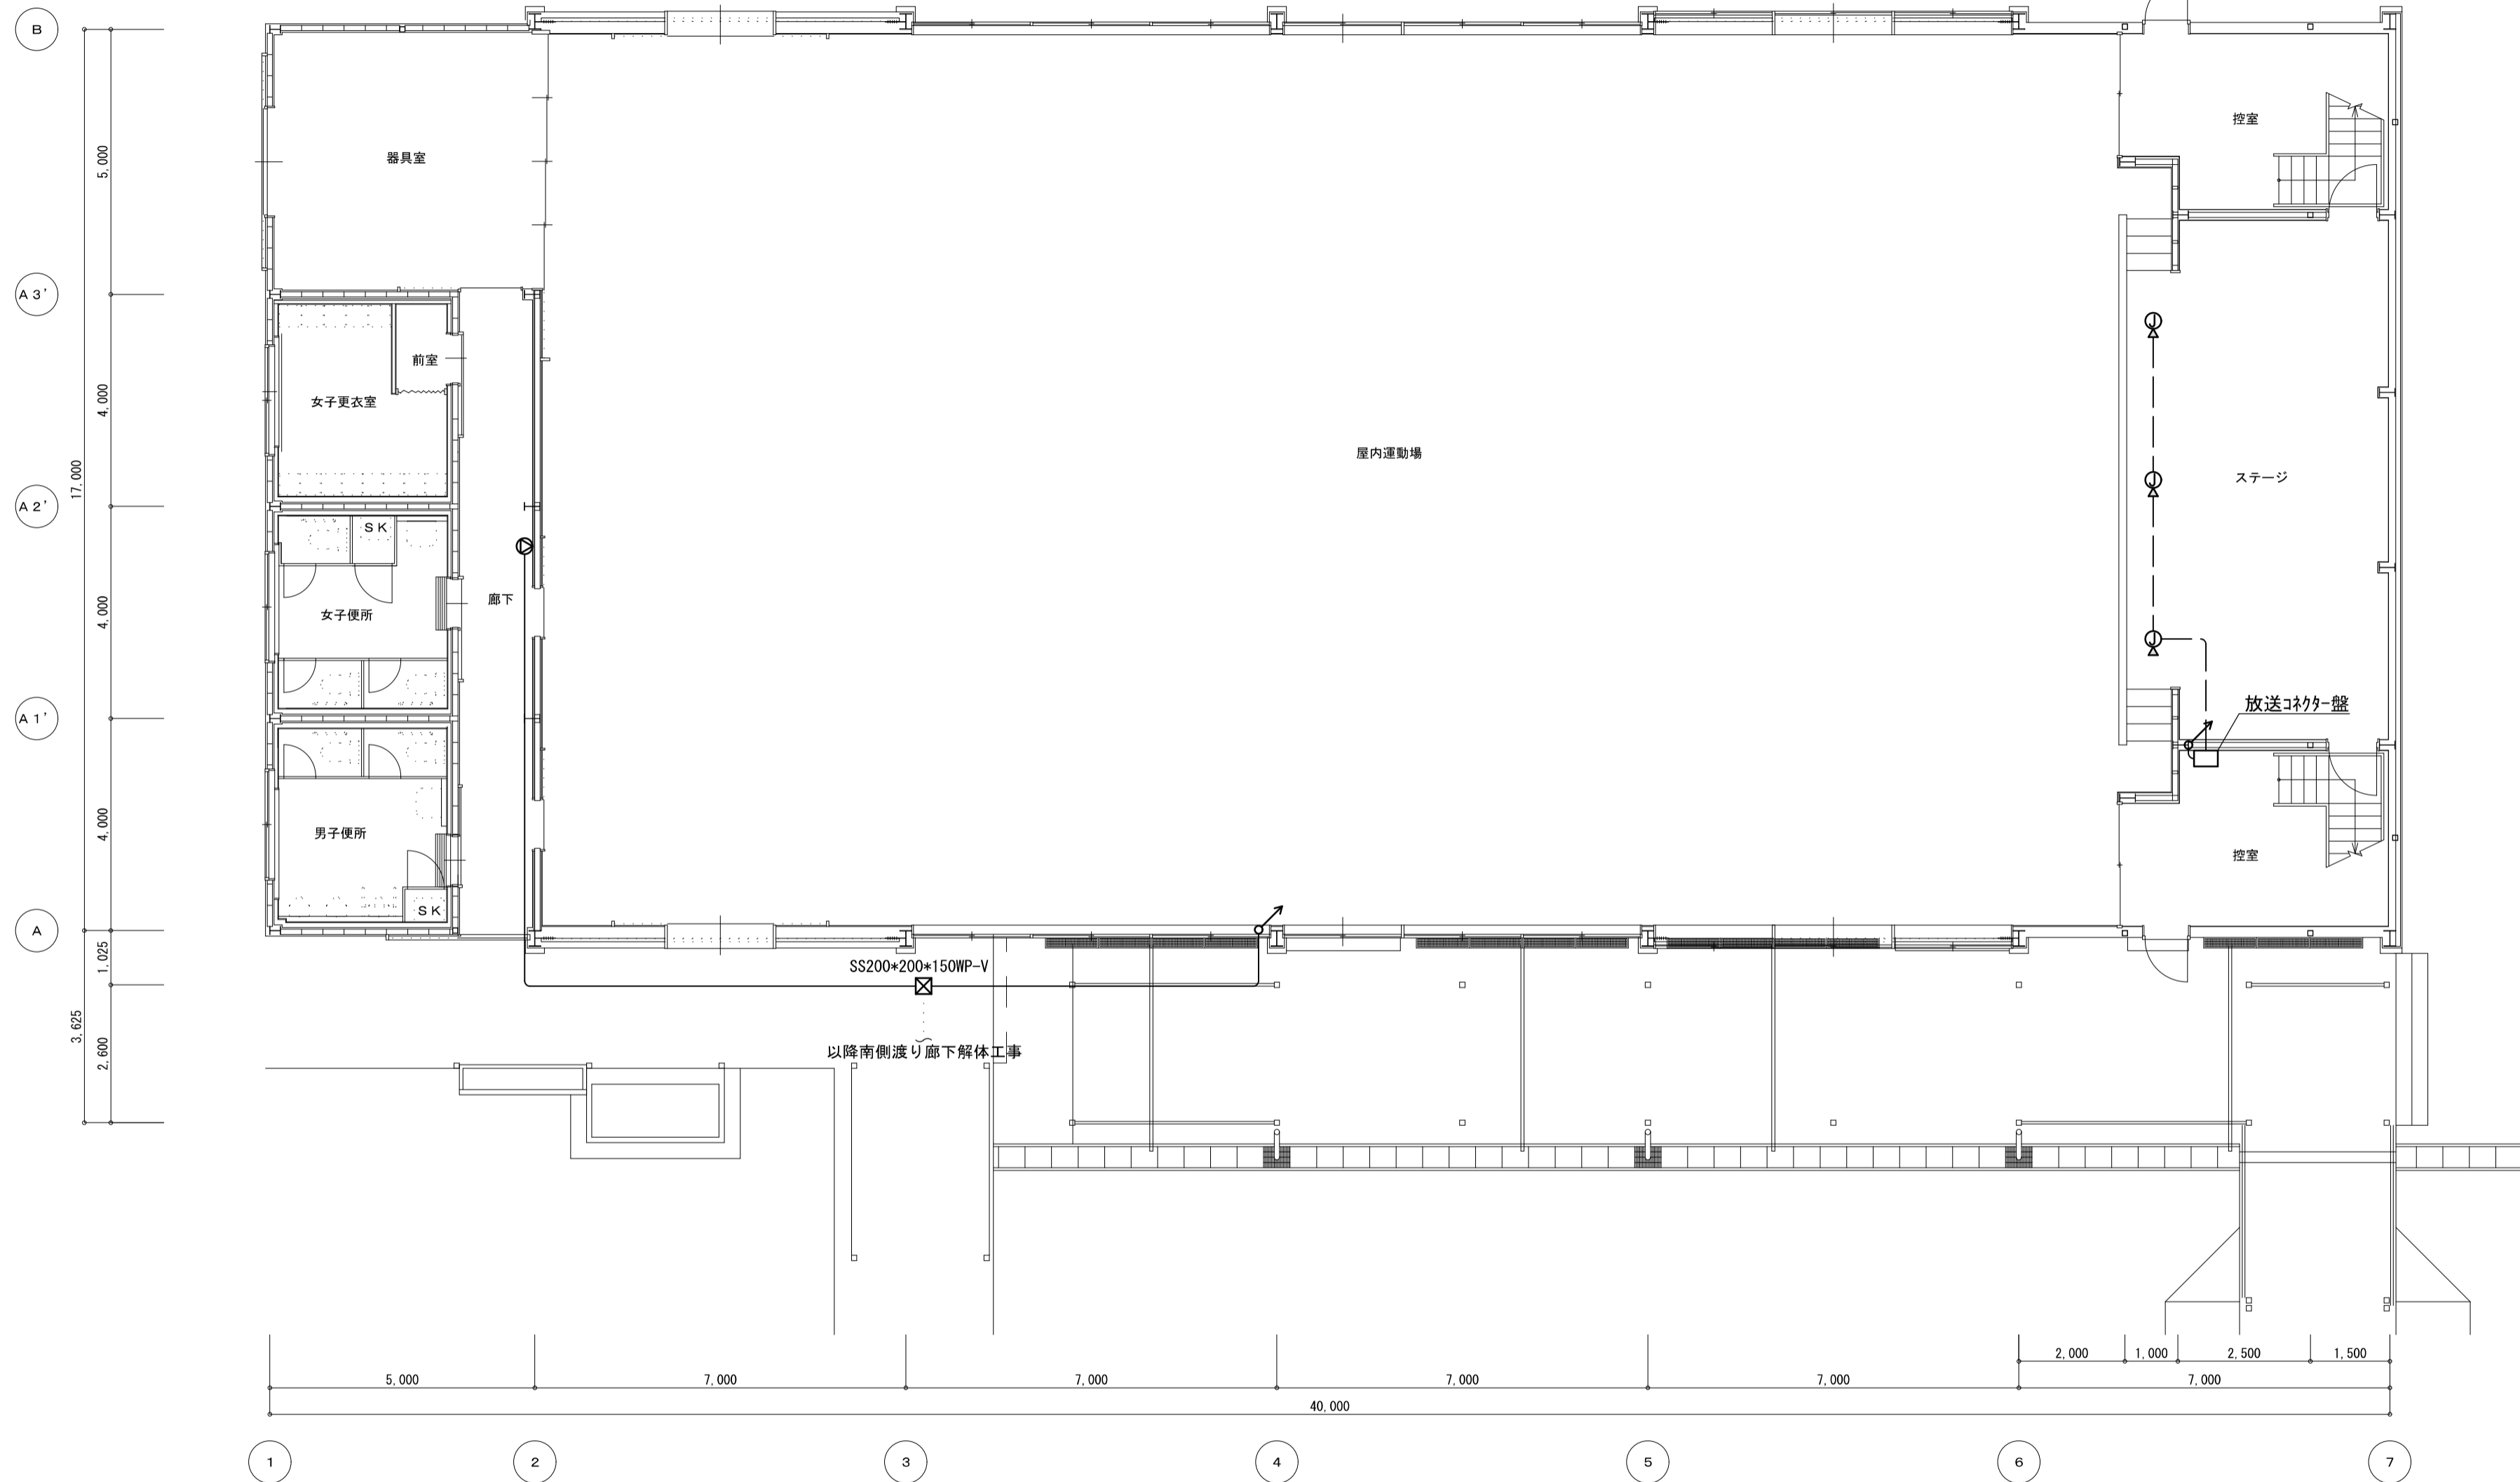 B
5,000
器具室
控室
A3'
前室
女子更衣室
4,000
17,000
屋内運動場
ステージ
J
J
J
A2'
SK
女子便所
廊下
4,000
A1'
放送ｺﾈｸﾀｰ盤
男子便所
4,000
控室
SK
A
1,025
SS200*200*150WP-V
3,625
2,600
以降南側渡り廊下解体工事
2,000
1,000
2,500
1,500
5,000
7,000
7,000
7,000
7,000
7,000
40,000
1
2
3
4
5
6
7